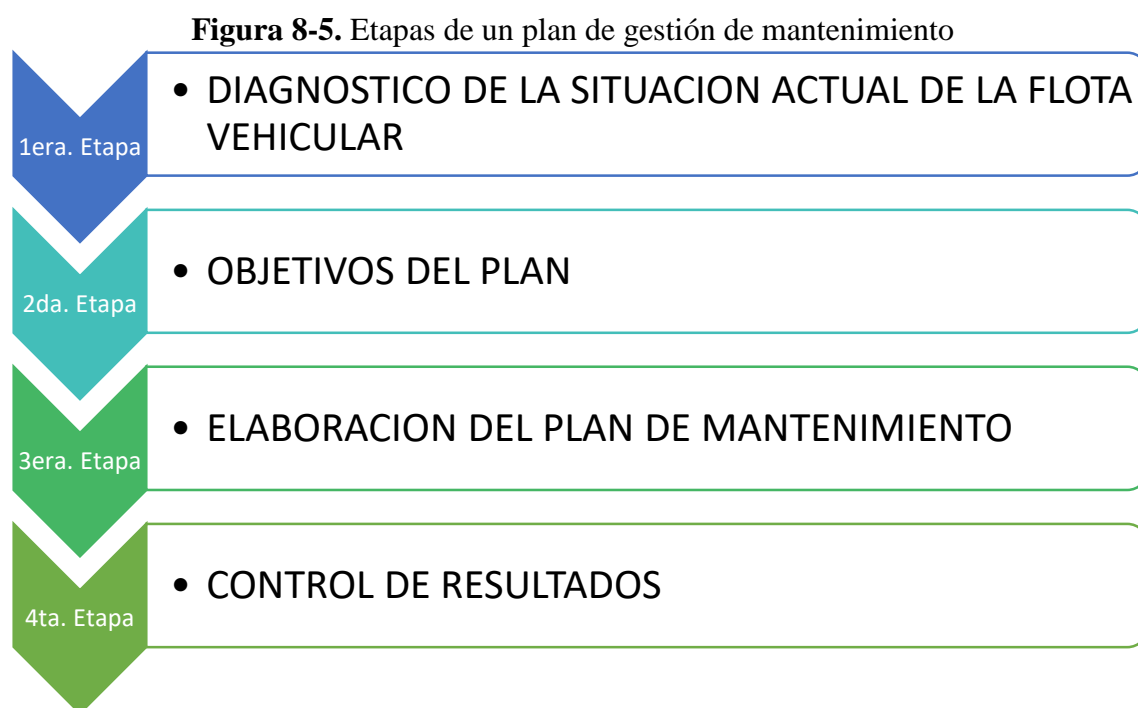 Figura 8-5. Etapas de un plan de gestión de mantenimiento
1era. Etapa
• DIAGNOSTICO DE LA SITUACION ACTUAL DE LA FLOTA
VEHICULAR
2da. Etapa
• OBJETIVOS DEL PLAN
3era. Etapa
• ELABORACION DEL PLAN DE MANTENIMIENTO
4ta. Etapa
• CONTROL DE RESULTADOS